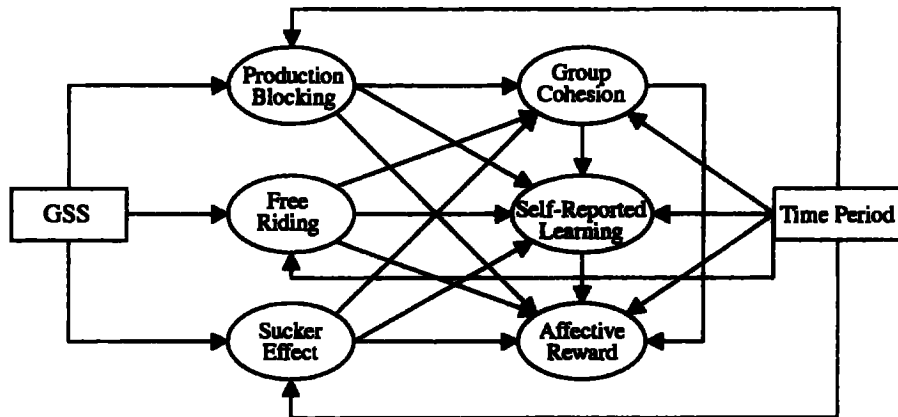 Production
Blocking
Group
Cohesion
GSS
Free
Riding
Self-Reported
Learning
Time Period
Sucker
Effect
Affective
Reward